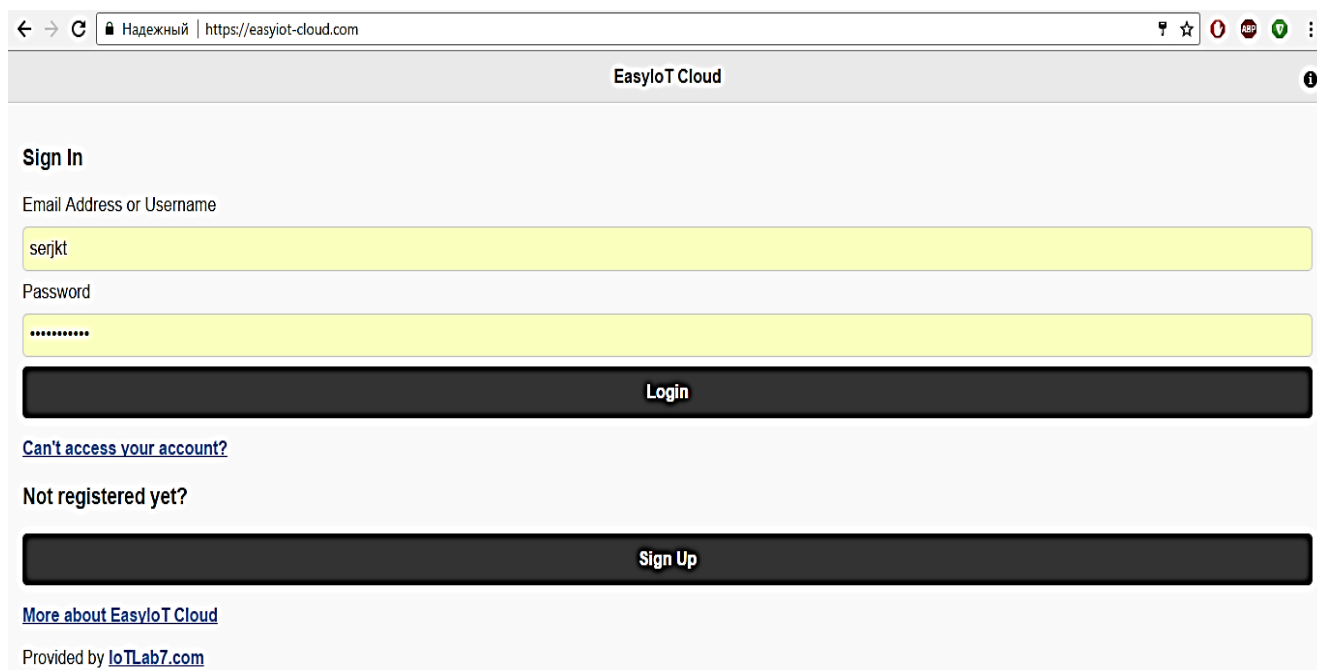 Надежный | https://easyiot-cloud.com ABP
EasyIoT Cloud
Sign In
Email Address or Username
serjkt
Password
•••••••••••
Login
Can't access your account?
Not registered yet?
Sign Up
More about EasyIoT Cloud
Provided by IoTLab7.com